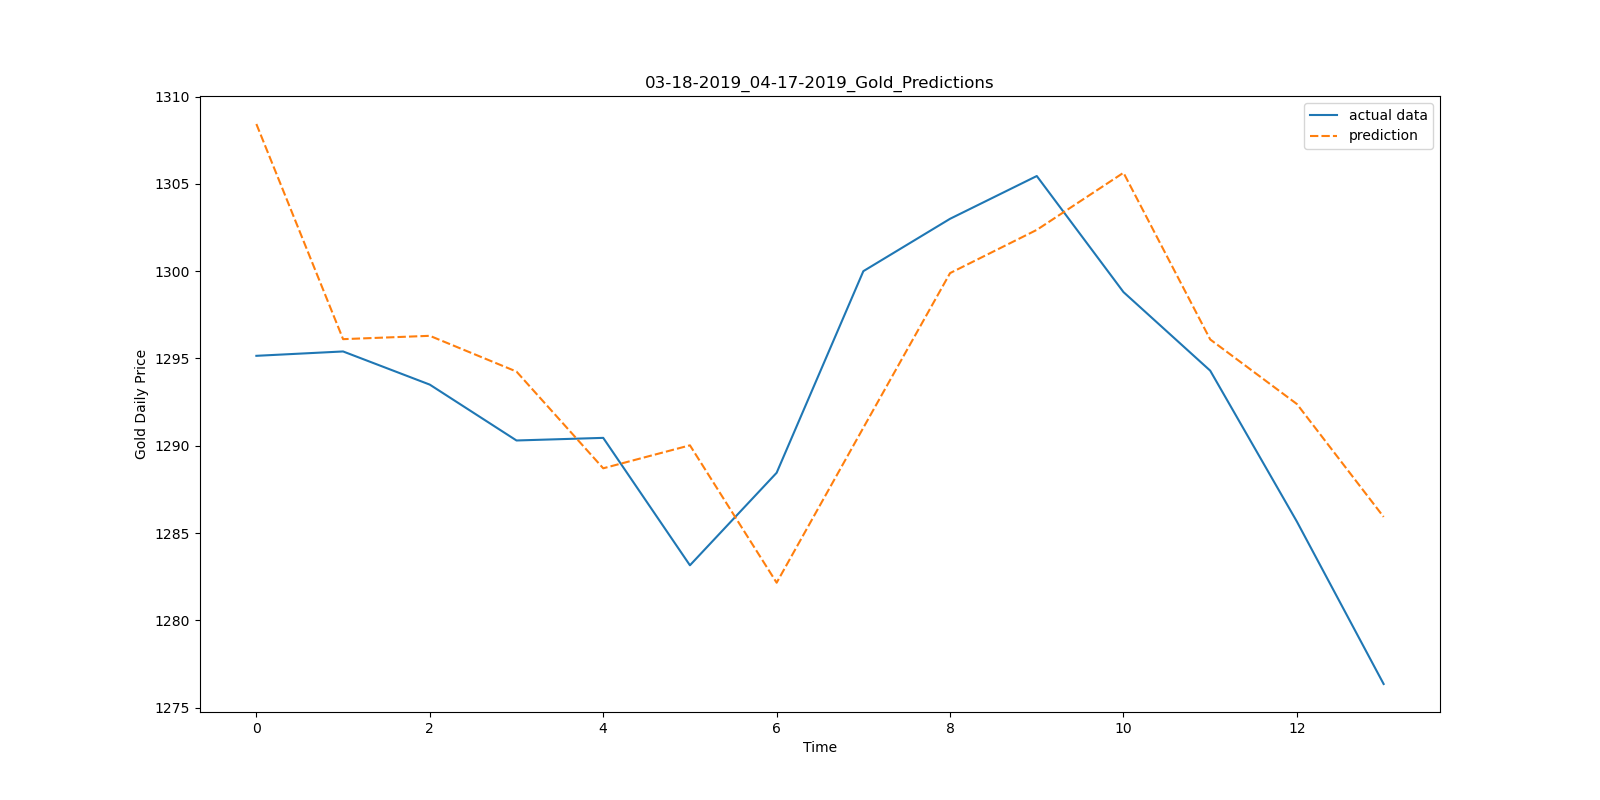 03-18-2019_04-17-2019_Gold_Predictions
actual data
prediction
1310
1305
1300
1295
1290
1285
1280
1275
Gold Daily Price
0 2 4 6 8 10 12
Time